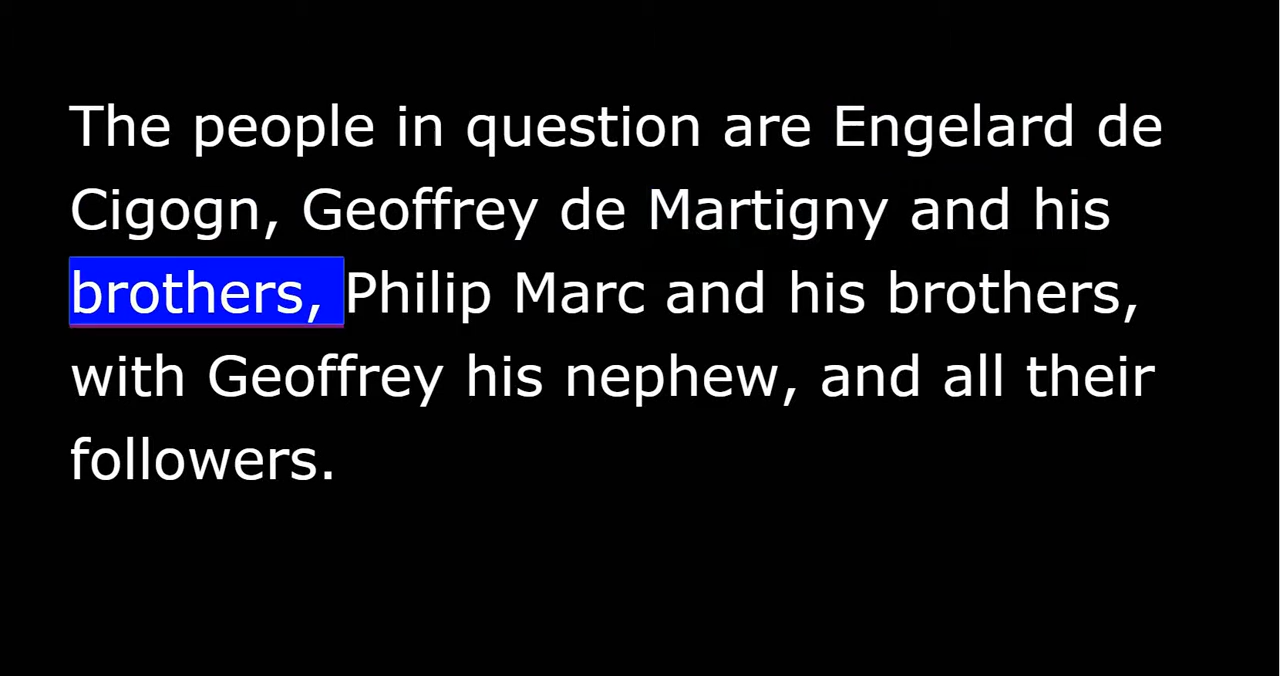 The people in question are Engelard de
Cigogn, Geoffrey de Martigny and his
brothers, Philip Marc and his brothers,
with Geoffrey his nephew, and all their
followers.